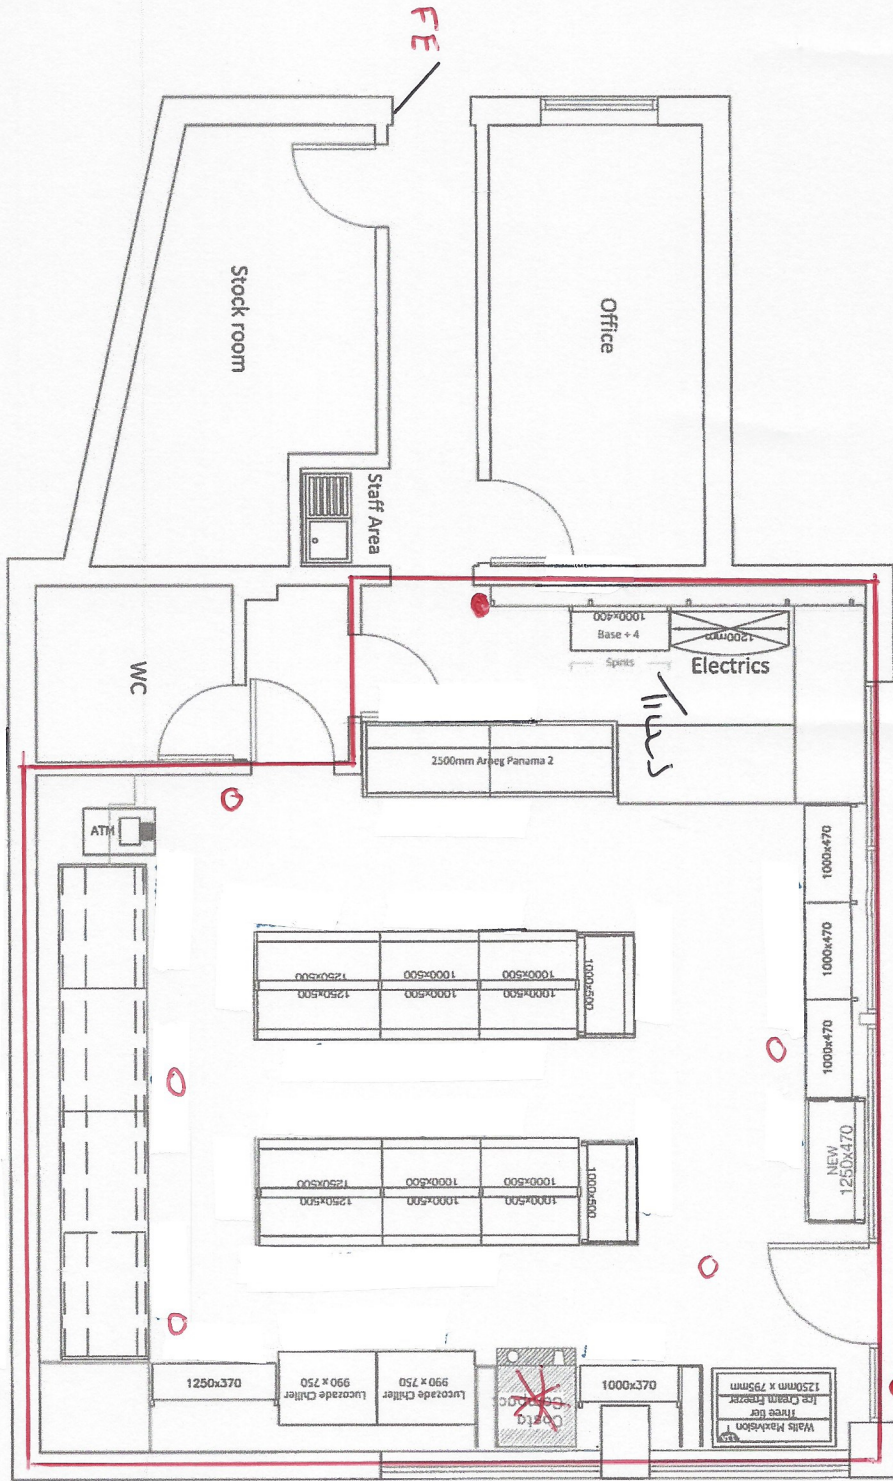 FE
Stock room
Office
Staff Area
WC
1000x400
Base + 4
Spirits
1200mm
Electrics
Tills
2500mm Arneg Panama 2
ATM
1000x470
1000x470
1000x470
NEW
1250x470
1250x500
1000x500
1000x500
1000x500
1250x500
1000x500
1000x500
1250x500
1000x500
1000x500
1000x500
1250x500
1000x500
1000x500
1250x370
Lucozade Chiller
990 x 750
Lucozade Chiller
990 x 750
Costa
1000x370
Walls Maxivision
Three tier
Ice Cream Freezer
1250mm x 795mm